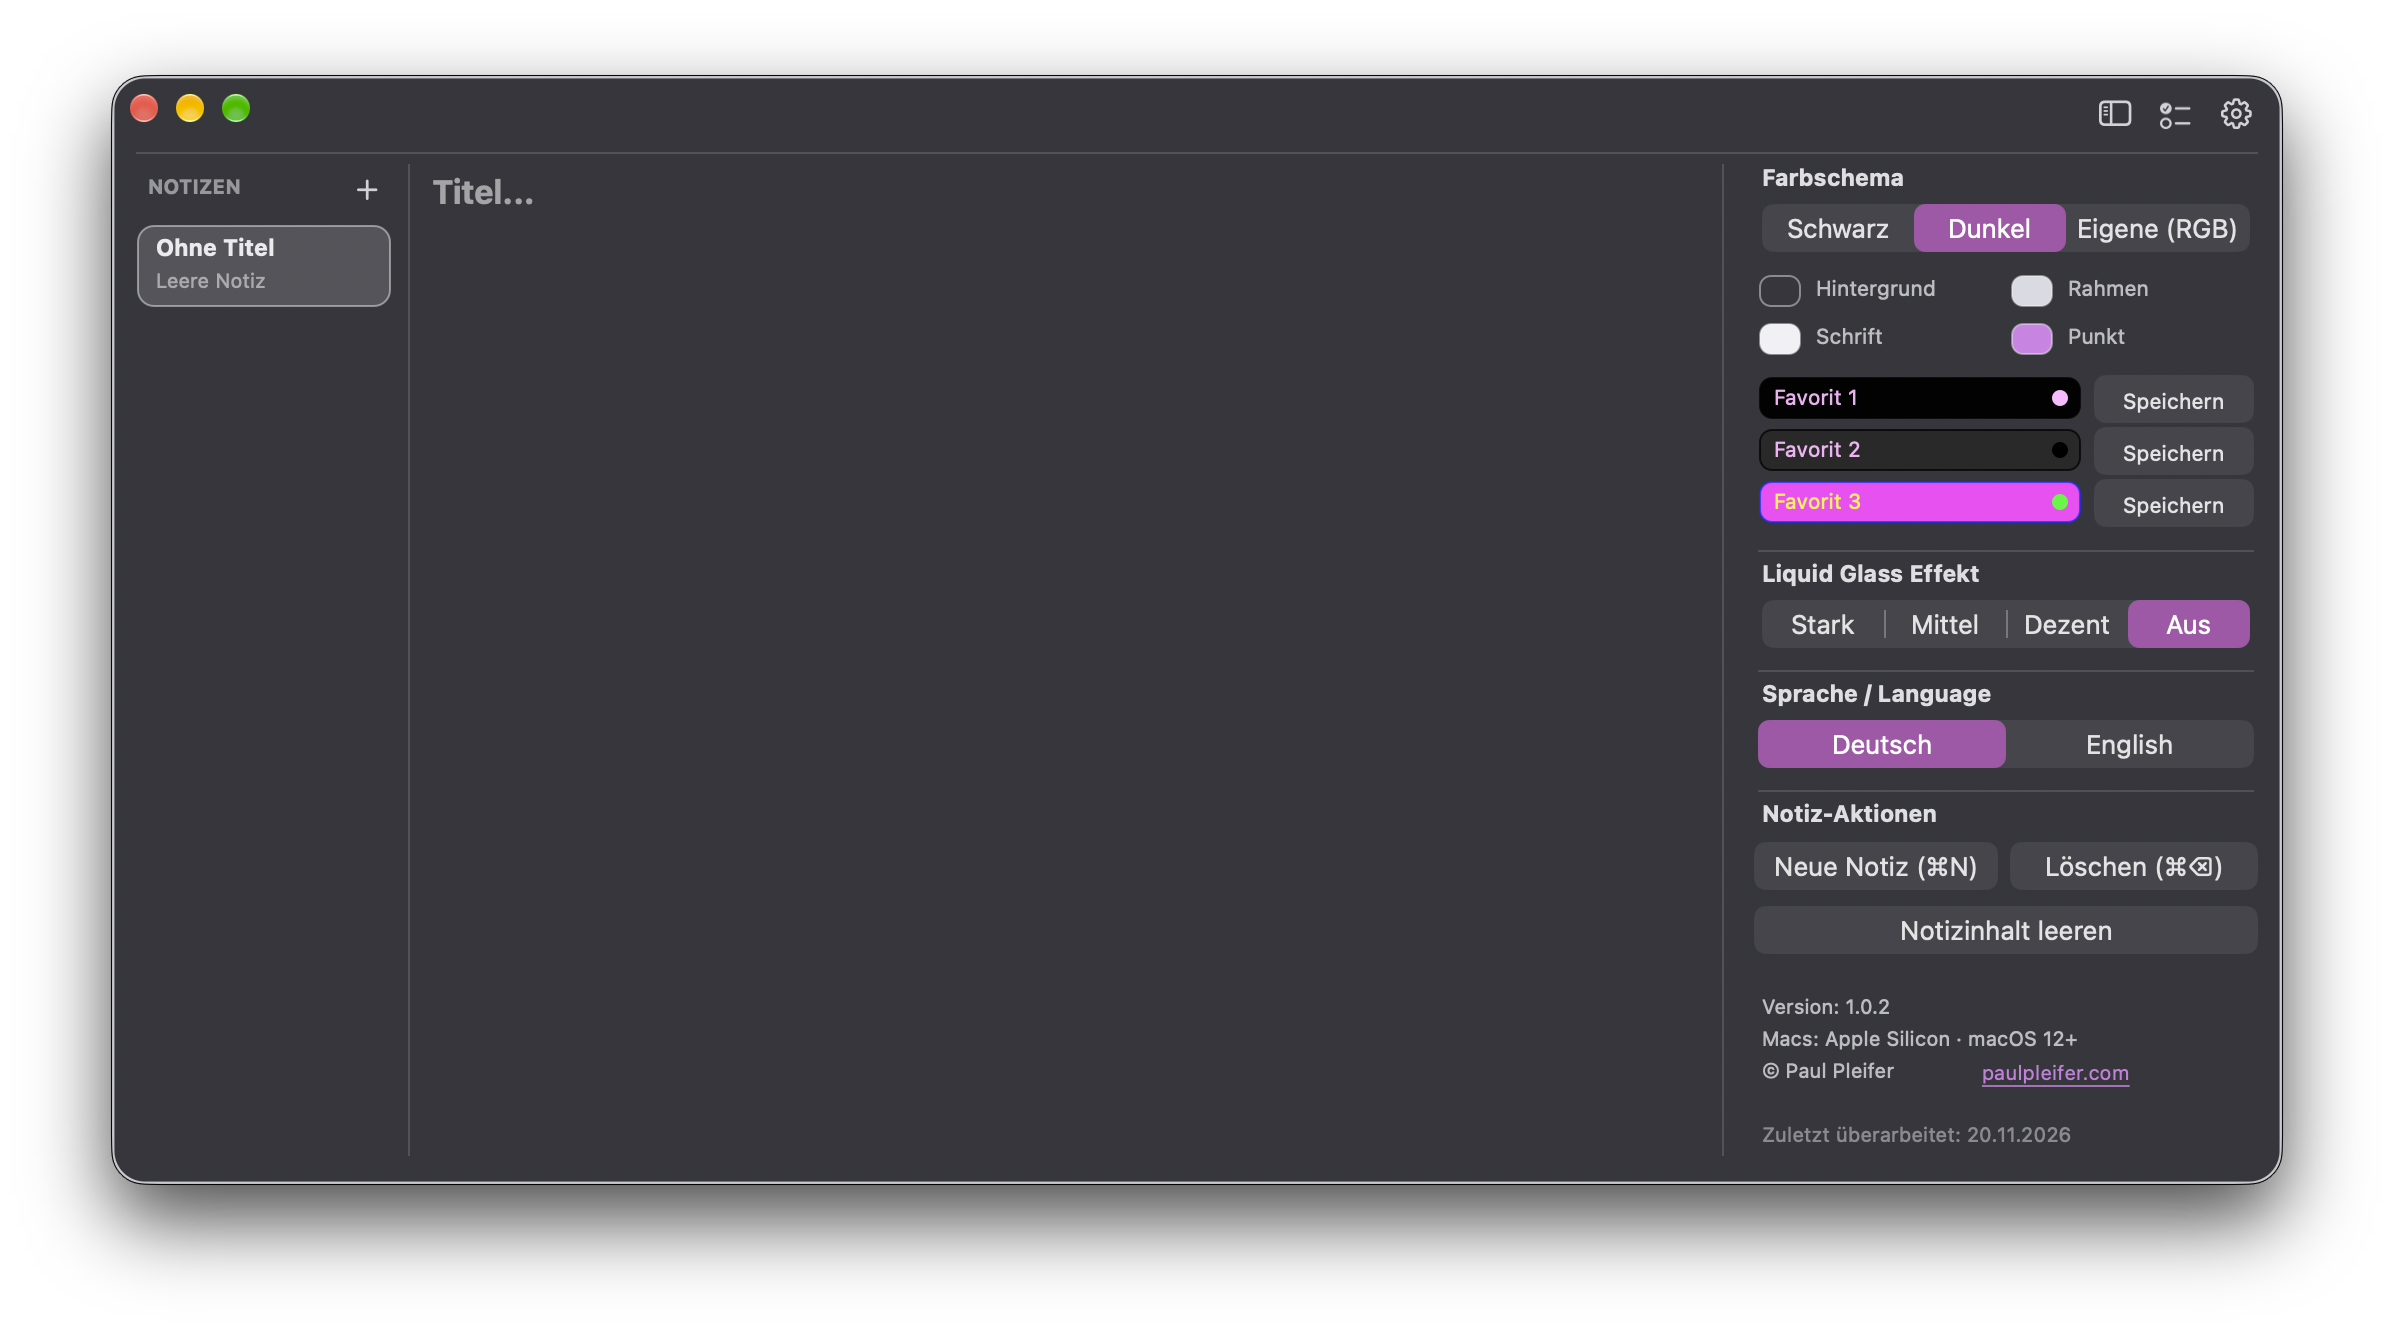 NOTIZEN
+
Ohne Titel
Leere Notiz
Titel...
Farbschema
Schwarz Dunkel Eigene (RGB)
Hintergrund Rahmen
Schrift Punkt
Favorit 1 Speichern
Favorit 2 Speichern
Favorit 3 Speichern
Liquid Glass Effekt
Stark Mittel Dezent Aus
Sprache / Language
Deutsch English
Notiz-Aktionen
Neue Notiz (⌘N) Löschen (⌘⌫)
Notizinhalt leeren
Version: 1.0.2
Macs: Apple Silicon · macOS 12+
© Paul Pleifer paulpleifer.com
Zuletzt überarbeitet: 20.11.2026